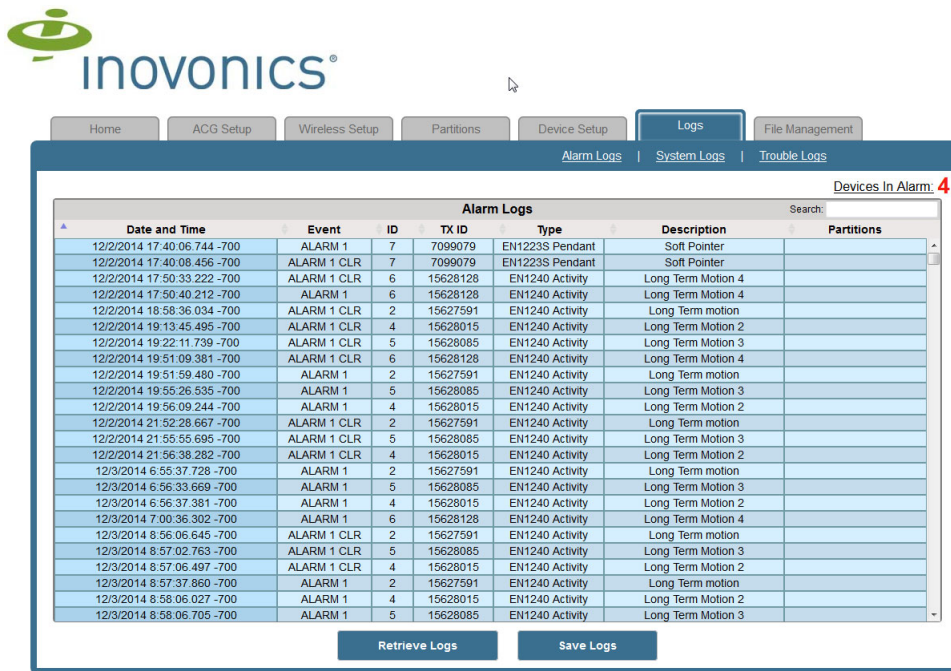 inovonics®
Home ACG Setup Wireless Setup Partitions Device Setup Logs File Management
Alarm Logs | System Logs | Trouble Logs
Devices In Alarm: 4
Alarm Logs Search:
Date and Time Event ID TX ID Type Description Partitions
12/2/2014 17:40:06.744 -700 ALARM 1 7 7099079 EN1223S Pendant Soft Pointer
12/2/2014 17:40:08.456 -700 ALARM 1 CLR 7 7099079 EN1223S Pendant Soft Pointer
12/2/2014 17:50:33.222 -700 ALARM 1 CLR 6 15628128 EN1240 Activity Long Term Motion 4
12/2/2014 17:50:40.212 -700 ALARM 1 6 15628128 EN1240 Activity Long Term Motion 4
12/2/2014 18:58:36.034 -700 ALARM 1 CLR 2 15627591 EN1240 Activity Long Term motion
12/2/2014 19:13:45.495 -700 ALARM 1 CLR 4 15628015 EN1240 Activity Long Term Motion 2
12/2/2014 19:22:11.739 -700 ALARM 1 CLR 5 15628085 EN1240 Activity Long Term Motion 3
12/2/2014 19:51:09.381 -700 ALARM 1 CLR 6 15628128 EN1240 Activity Long Term Motion 4
12/2/2014 19:51:59.480 -700 ALARM 1 2 15627591 EN1240 Activity Long Term motion
12/2/2014 19:55:26.535 -700 ALARM 1 5 15628085 EN1240 Activity Long Term Motion 3
12/2/2014 19:56:09.244 -700 ALARM 1 4 15628015 EN1240 Activity Long Term Motion 2
12/2/2014 21:52:28.667 -700 ALARM 1 CLR 2 15627591 EN1240 Activity Long Term motion
12/2/2014 21:55:55.695 -700 ALARM 1 CLR 5 15628085 EN1240 Activity Long Term Motion 3
12/2/2014 21:56:38.282 -700 ALARM 1 CLR 4 15628015 EN1240 Activity Long Term Motion 2
12/3/2014 6:55:37.728 -700 ALARM 1 2 15627591 EN1240 Activity Long Term motion
12/3/2014 6:56:33.669 -700 ALARM 1 5 15628085 EN1240 Activity Long Term Motion 3
12/3/2014 6:56:37.381 -700 ALARM 1 4 15628015 EN1240 Activity Long Term Motion 2
12/3/2014 7:00:36.302 -700 ALARM 1 6 15628128 EN1240 Activity Long Term Motion 4
12/3/2014 8:56:06.645 -700 ALARM 1 CLR 2 15627591 EN1240 Activity Long Term motion
12/3/2014 8:57:02.763 -700 ALARM 1 CLR 5 15628085 EN1240 Activity Long Term Motion 3
12/3/2014 8:57:06.497 -700 ALARM 1 CLR 4 15628015 EN1240 Activity Long Term Motion 2
12/3/2014 8:57:37.860 -700 ALARM 1 2 15627591 EN1240 Activity Long Term motion
12/3/2014 8:58:06.027 -700 ALARM 1 4 15628015 EN1240 Activity Long Term Motion 2
12/3/2014 8:58:06.705 -700 ALARM 1 5 15628085 EN1240 Activity Long Term Motion 3
Retrieve Logs Save Logs